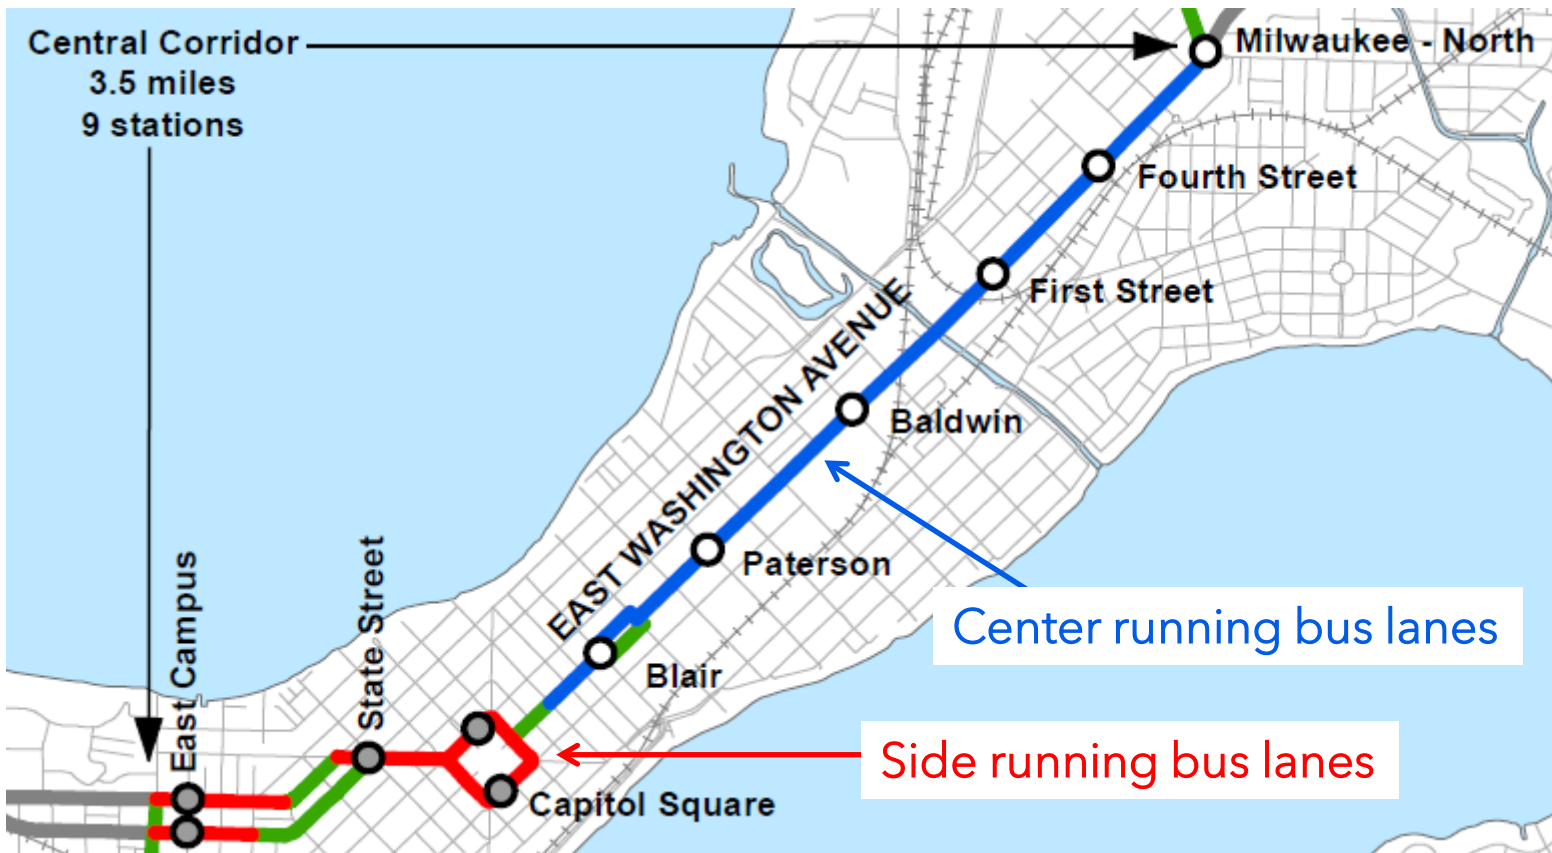 Central Corridor
3.5 miles
9 stations
Milwaukee - North
Fourth Street
First Street
EAST WASHINGTON AVENUE
Baldwin
Paterson
Center running bus lanes
Blair
State Street
East Campus
Side running bus lanes
Capitol Square